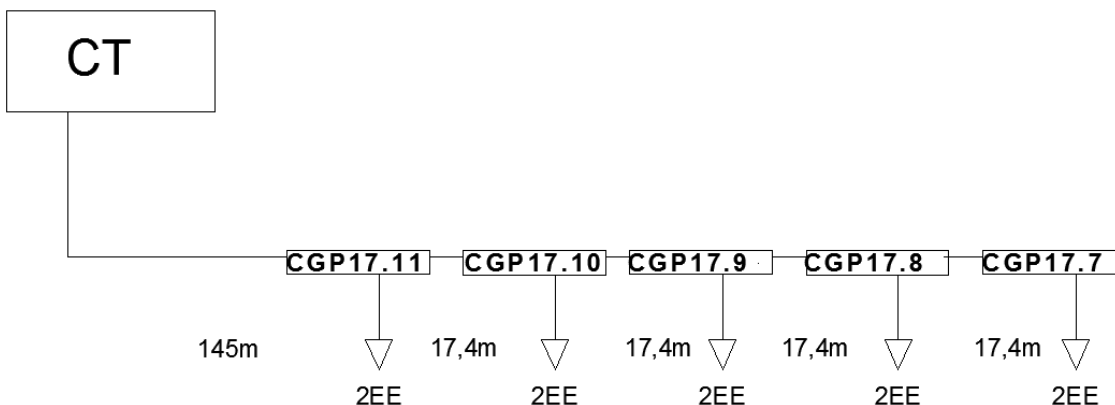 CT
CGP17.11 CGP17.10 CGP17.9 CGP17.8 CGP17.7
145m 17,4m 17,4m 17,4m 17,4m
2EE 2EE 2EE 2EE 2EE